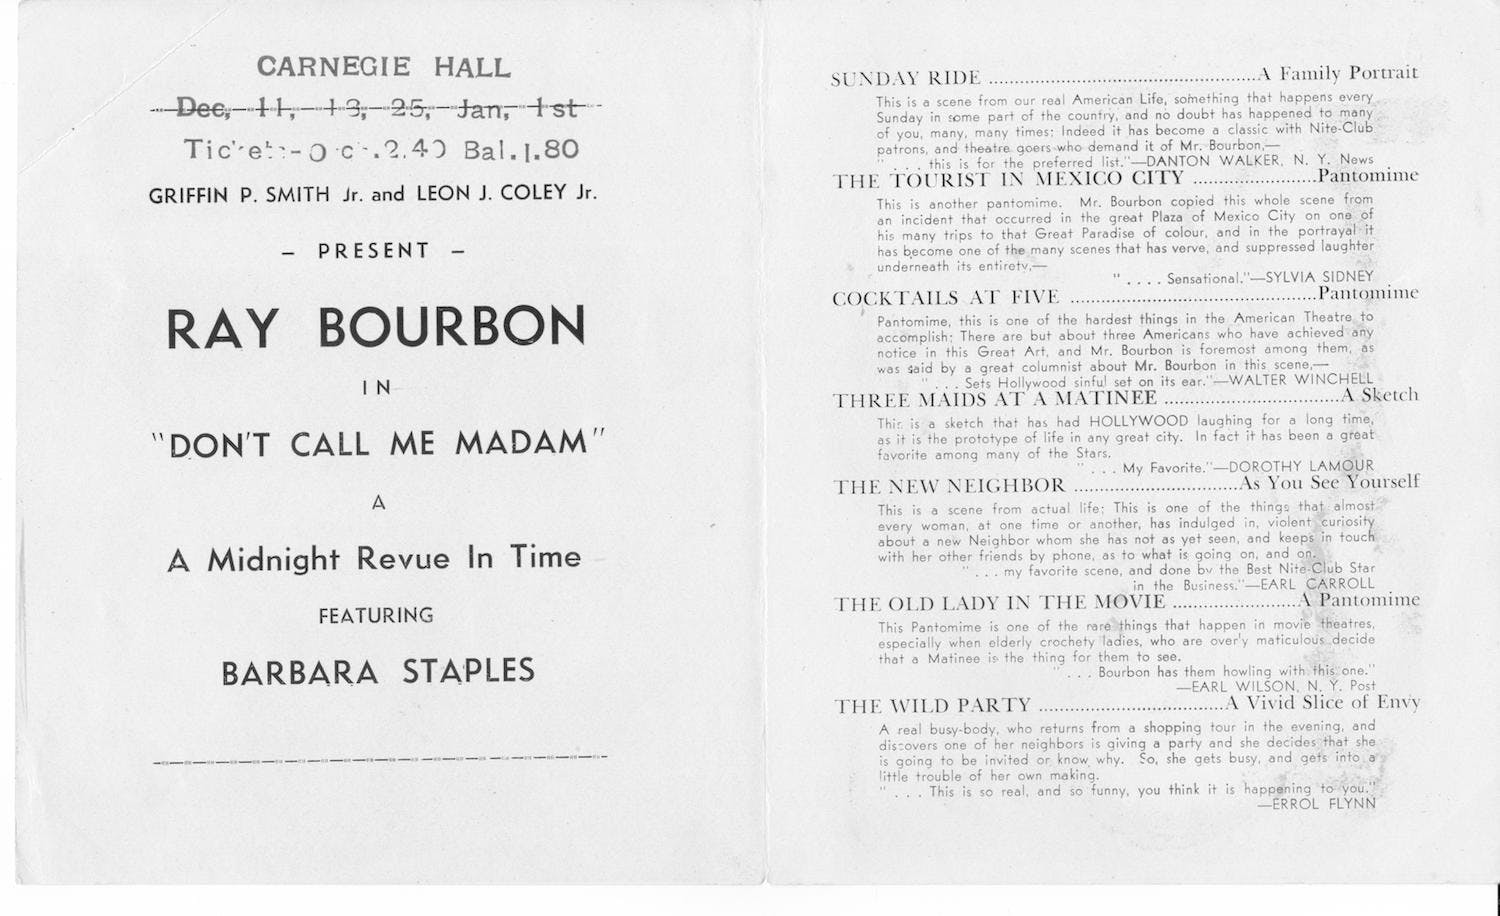 CARNEGIE HALL
Dec, 11, 18, 25, Jan, 1st
2.40 Bal. 1.80
GRIFFIN P. SMITH Jr. and LEON J. COLEY Jr.
– PRESENT –
RAY BOURBON
IN
"DON'T CALL ME MADAM"
A
A Midnight Revue In Time
FEATURING
BARBARA STAPLES
SUNDAY RIDE ....................................................A Family Portrait
This is a scene from our real American Life, something that happens every
Sunday in some part of the country, and no doubt has happened to many
of you, many, many times; Indeed it has become a classic with Nite-Club
patrons, and theatre goers who demand it of Mr. Bourbon,—
" . . . this is for the preferred list."—DANTON WALKER, N. Y. News
THE TOURIST IN MEXICO CITY ........................Pantomime
This is another pantomime. Mr. Bourbon copied this whole scene from
an incident that occurred in the great Plaza of Mexico City on one of
his many trips to that Great Paradise of colour, and in the portrayal it
has become one of the many scenes that has verve, and suppressed laughter
underneath its entirety,—
" . . . . Sensational."—SYLVIA SIDNEY
COCKTAILS AT FIVE ................................................Pantomime
Pantomime, this is one of the hardest things in the American Theatre to
accomplish; There are but about three Americans who have achieved any
notice in this Great Art, and Mr. Bourbon is foremost among them, as
was said by a great columnist about Mr. Bourbon in this scene,—
" . . . Sets Hollywood sinful set on its ear."—WALTER WINCHELL
THREE MAIDS AT A MATINEE ..................................A Sketch
This is a sketch that has had HOLLYWOOD laughing for a long time,
as it is the prototype of life in any great city. In fact it has been a great
favorite among many of the Stars.
" . . . My Favorite."—DOROTHY LAMOUR
THE NEW NEIGHBOR ................................As You See Yourself
This is a scene from actual life; This is one of the things that almost
every woman, at one time or another, has indulged in, violent curiosity
about a new Neighbor whom she has not as yet seen, and keeps in touch
with her other friends by phone, as to what is going on, and on.
" . . . my favorite scene, and done by the Best Nite-Club Star
in the Business."—EARL CARROLL
THE OLD LADY IN THE MOVIE ........................A Pantomime
This Pantomime is one of the rare things that happen in movie theatres,
especially when elderly crochety ladies, who are overly maticulous decide
that a Matinee is the thing for them to see.
" . . . Bourbon has them howling with this one."
—EARL WILSON, N. Y. Post
THE WILD PARTY ....................................A Vivid Slice of Envy
A real busy-body, who returns from a shopping tour in the evening, and
discovers one of her neighbors is giving a party and she decides that she
is going to be invited or know why. So, she gets busy, and gets into a
little trouble of her own making.
" . . . This is so real, and so funny, you think it is happening to you."
—ERROL FLYNN